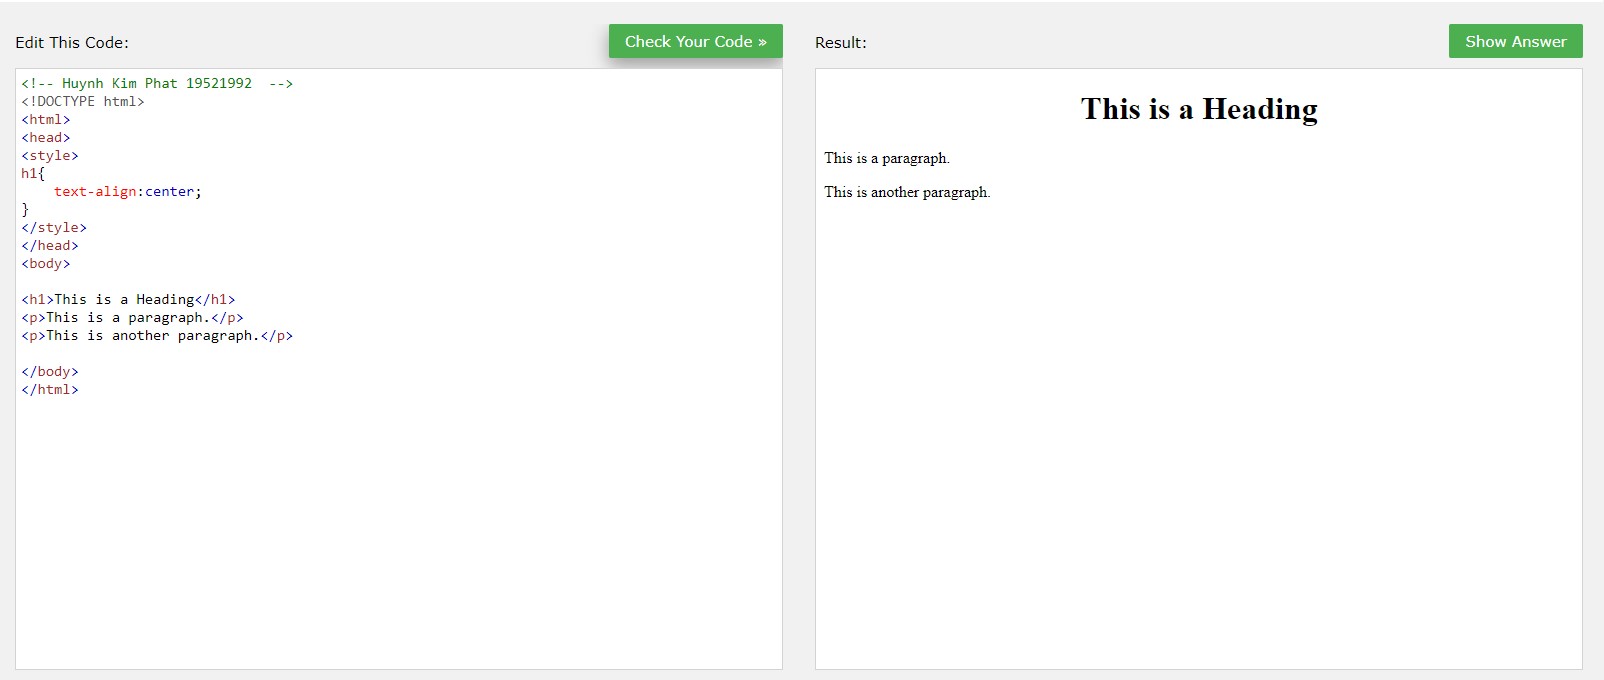 Edit This Code:
Check Your Code »
<!-- Huynh Kim Phat 19521992  -->
<!DOCTYPE html>
<html>
<head>
<style>
h1{
    text-align:center;
}
</style>
</head>
<body>

<h1>This is a Heading</h1>
<p>This is a paragraph.</p>
<p>This is another paragraph.</p>

</body>
</html>
Result:
Show Answer
This is a Heading
This is a paragraph.
This is another paragraph.